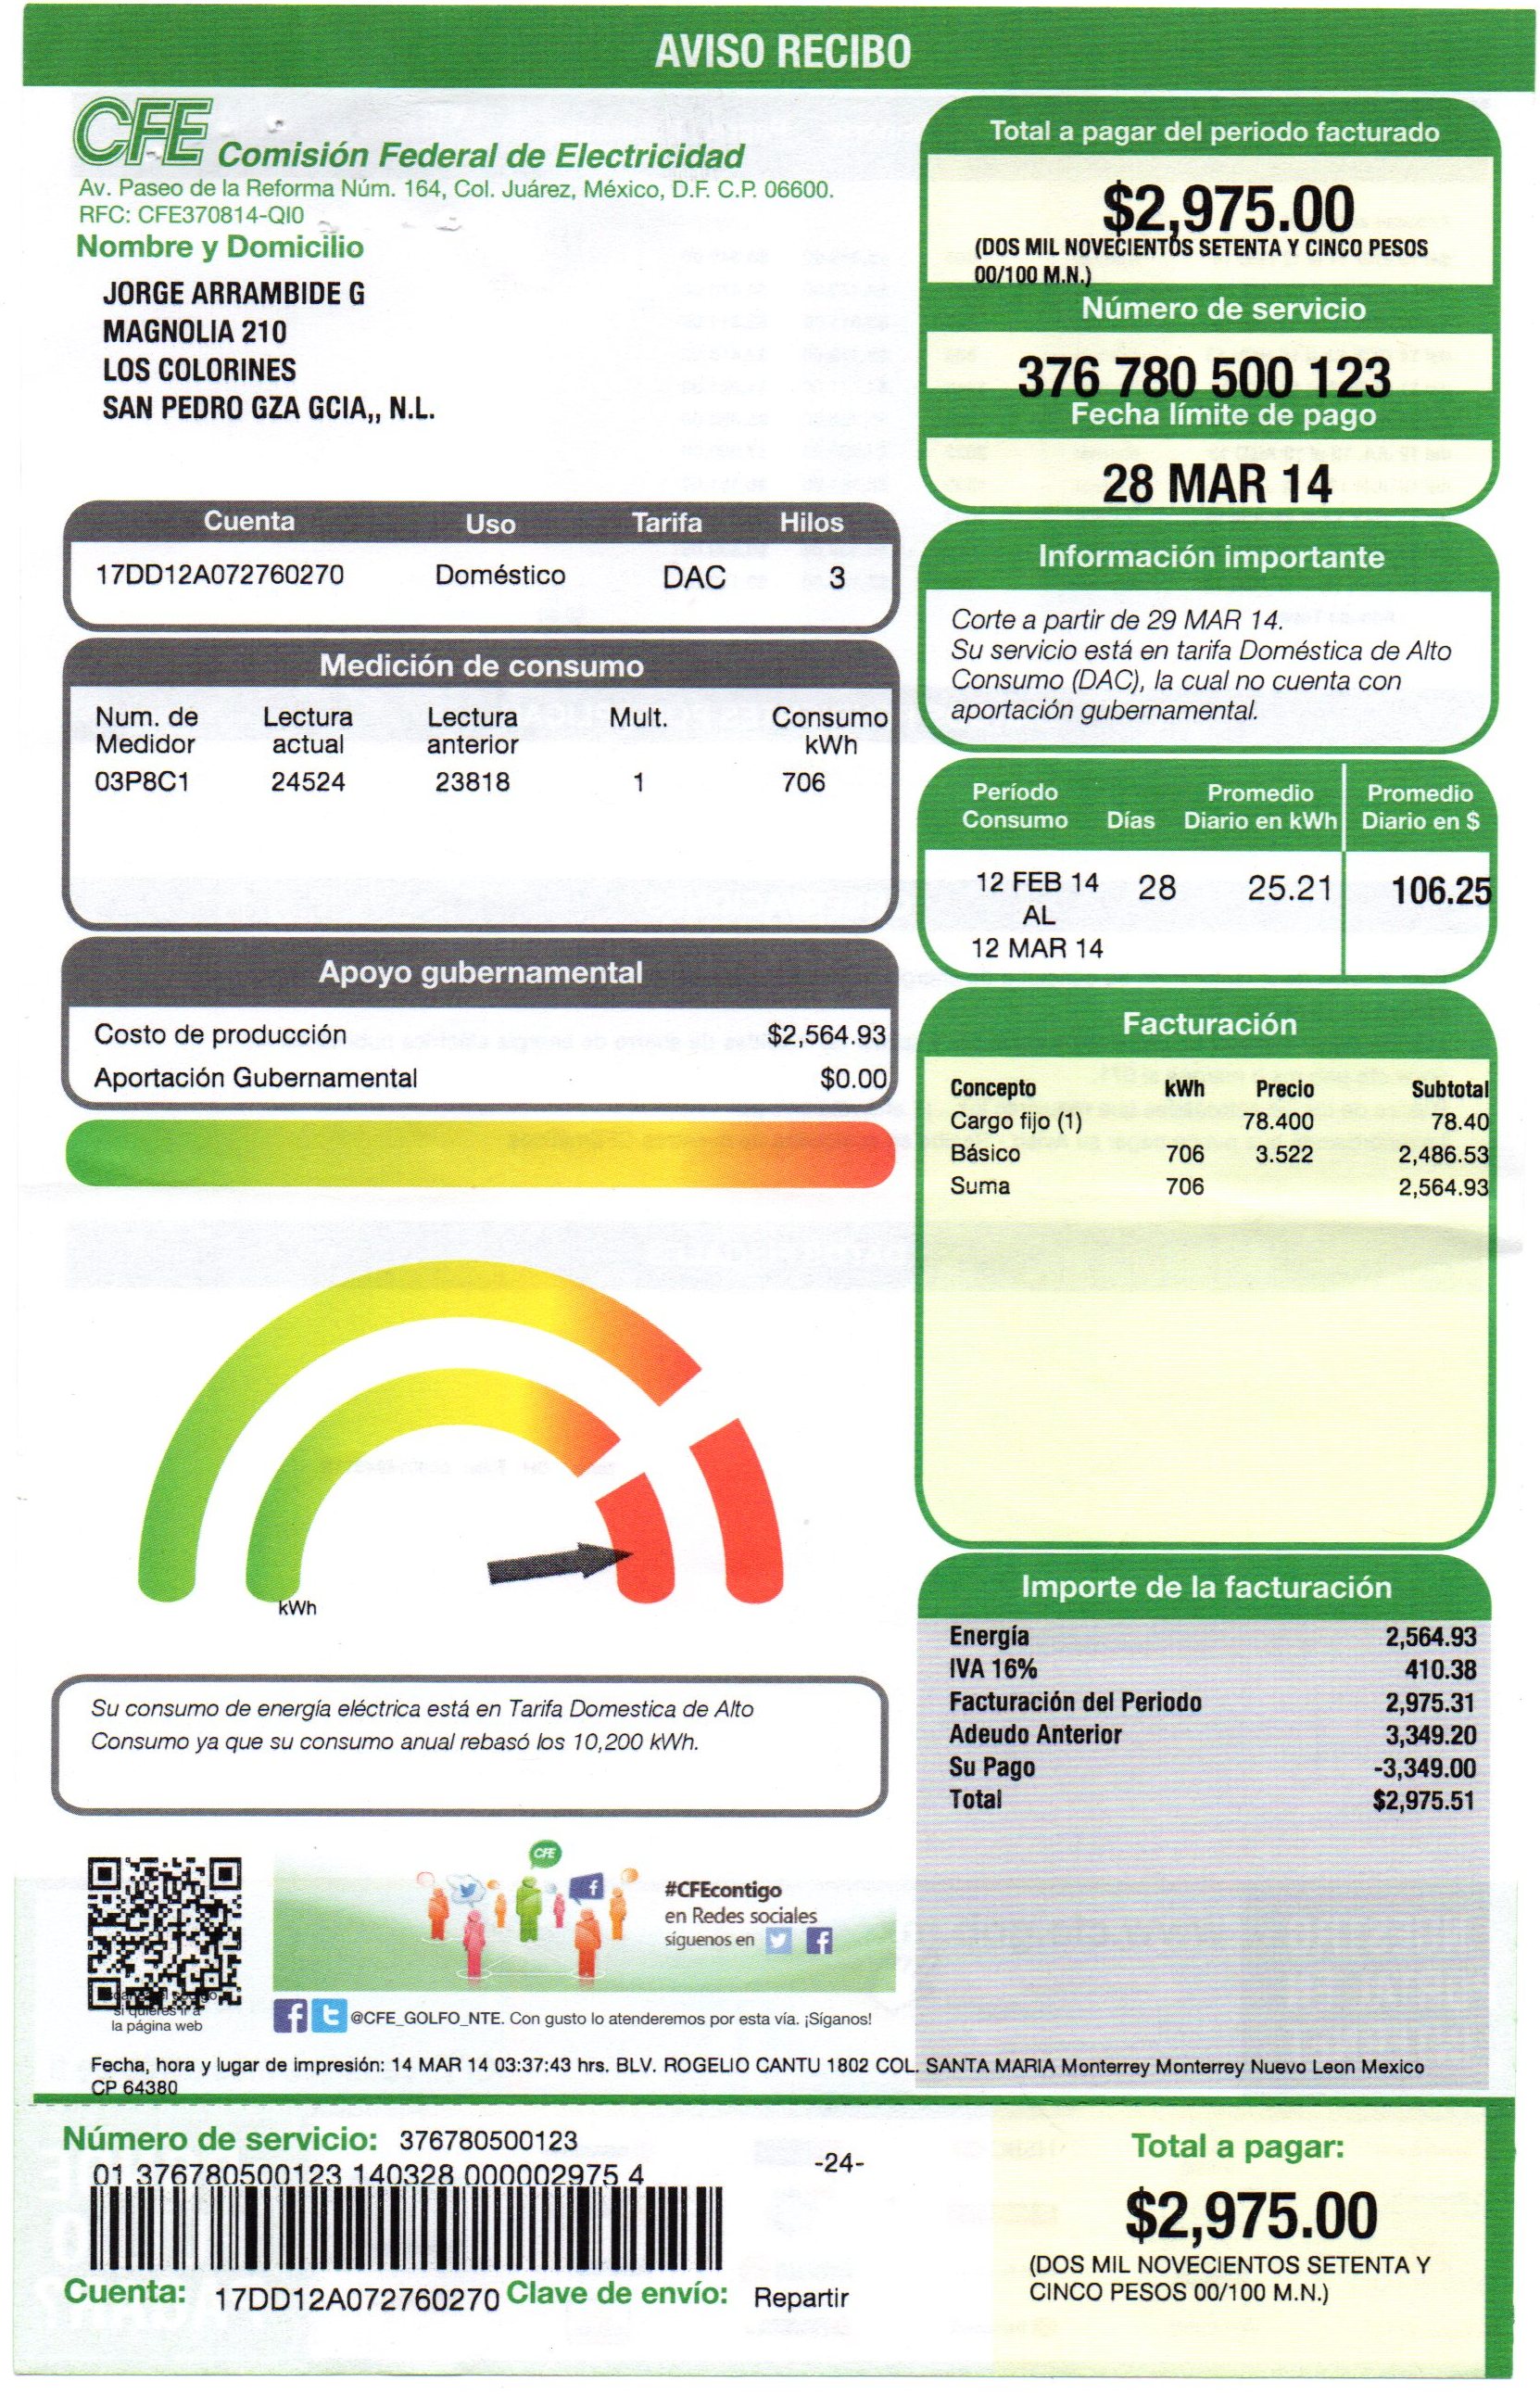 AVISO RECIBO
CFE
Comisión Federal de Electricidad
Av. Paseo de la Reforma Núm. 164, Col. Juárez, México, D.F. C.P. 06600.
RFC: CFE370814-QI0
Nombre y Domicilio
JORGE ARRAMBIDE G
MAGNOLIA 210
LOS COLORINES
SAN PEDRO GZA GCIA,, N.L.
Total a pagar del periodo facturado
$2,975.00
(DOS MIL NOVECIENTOS SETENTA Y CINCO PESOS
00/100 M.N.)
Número de servicio
376 780 500 123
Fecha límite de pago
28 MAR 14
Cuenta Uso Tarifa Hilos
17DD12A072760270 Doméstico DAC 3
Medición de consumo
Num. de Lectura Lectura Mult. Consumo
Medidor actual anterior kWh
03P8C1 24524 23818 1 706
Información importante
Corte a partir de 29 MAR 14.
Su servicio está en tarifa Doméstica de Alto
Consumo (DAC), la cual no cuenta con
aportación gubernamental.
Período Promedio Promedio
Consumo Días Diario en kWh Diario en $
12 FEB 14 28 25.21 106.25
AL
12 MAR 14
Apoyo gubernamental
Costo de producción $2,564.93
Aportación Gubernamental $0.00
Facturación
Concepto kWh Precio Subtotal
Cargo fijo (1) 78.400 78.40
Básico 706 3.522 2,486.53
Suma 706 2,564.93
kWh
Su consumo de energía eléctrica está en Tarifa Domestica de Alto
Consumo ya que su consumo anual rebasó los 10,200 kWh.
Importe de la facturación
Energía 2,564.93
IVA 16% 410.38
Facturación del Periodo 2,975.31
Adeudo Anterior 3,349.20
Su Pago -3,349.00
Total $2,975.51
CFE
#CFEcontigo
en Redes sociales
síguenos en
si quieres ir a
la página web
@CFE_GOLFO_NTE. Con gusto lo atenderemos por esta vía. ¡Síganos!
Fecha, hora y lugar de impresión: 14 MAR 14 03:37:43 hrs. BLV. ROGELIO CANTU 1802 COL. SANTA MARIA Monterrey Monterrey Nuevo Leon Mexico
CP 64380
Número de servicio: 376780500123
01 376780500123 140328 000002975 4
-24-
Cuenta: 17DD12A072760270 Clave de envío: Repartir
Total a pagar:
$2,975.00
(DOS MIL NOVECIENTOS SETENTA Y
CINCO PESOS 00/100 M.N.)